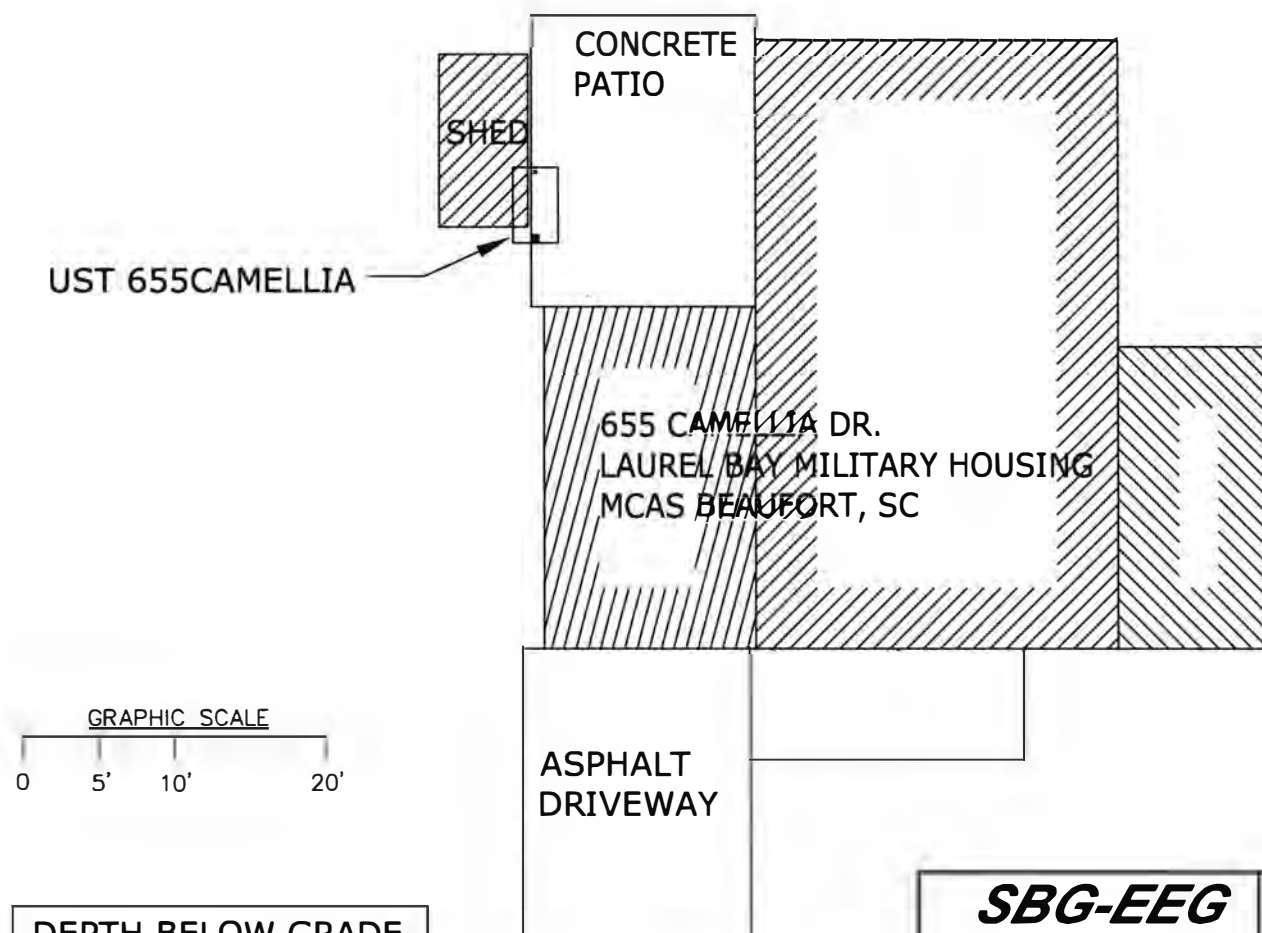 CONCRETE
PATIO
SHED
UST 655CAMELLIA
655 CAMELLIA DR.
LAUREL BAY MILITARY HOUSING
MCAS BEAUFORT, SC
GRAPHIC SCALE
0 5' 10' 20'
ASPHALT
DRIVEWAY
SBG-EEG
DEPTH BELOW GRADE